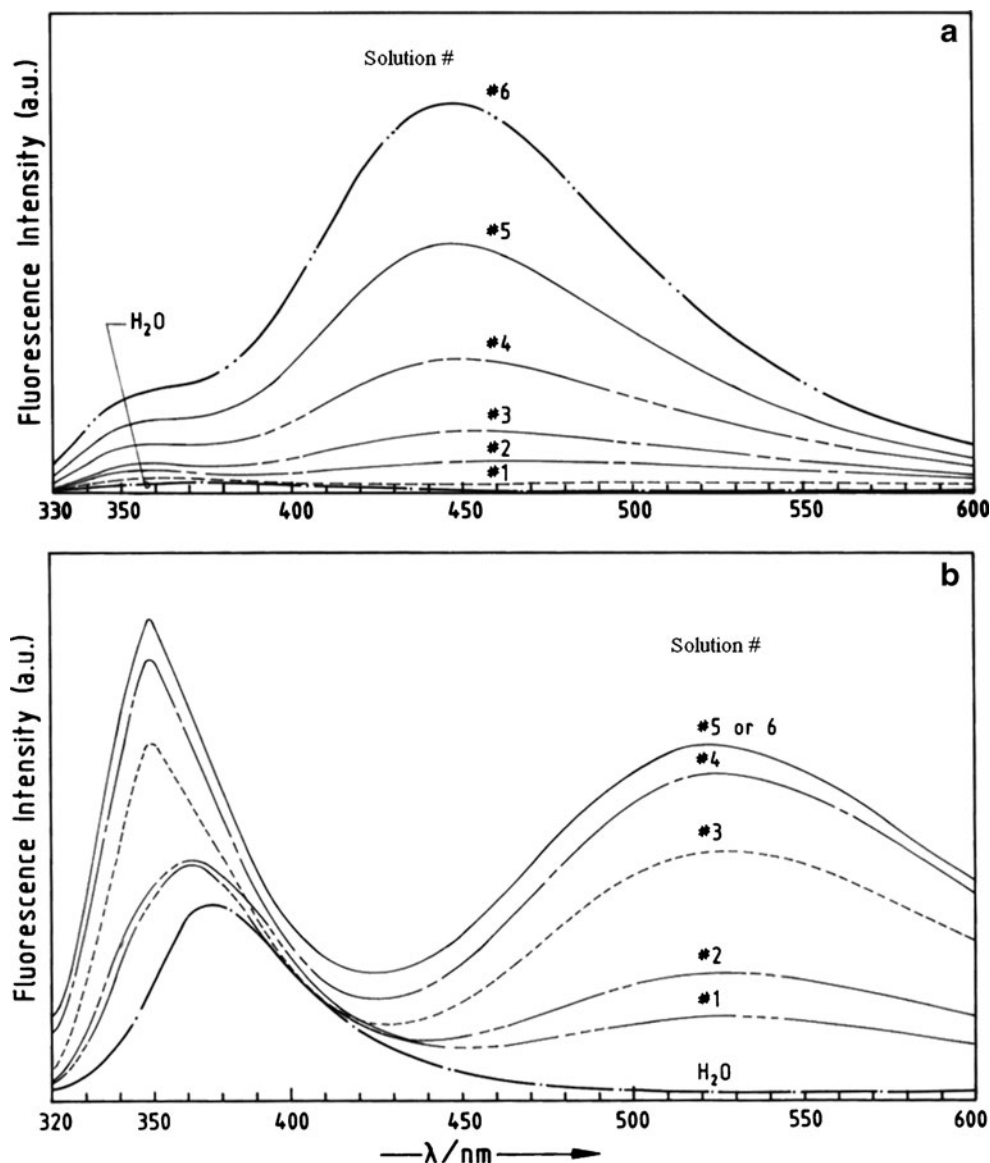 a
Solution #
#6
#5
H₂O
#4
#3
#2
#1
Fluorescence Intensity (a.u.)
330 350 400 450 500 550 600
b
Solution #
#5 or 6
#4
#3
#2
#1
H₂O
Fluorescence Intensity (a.u.)
320 350 400 450 500 550 600
λ/nm